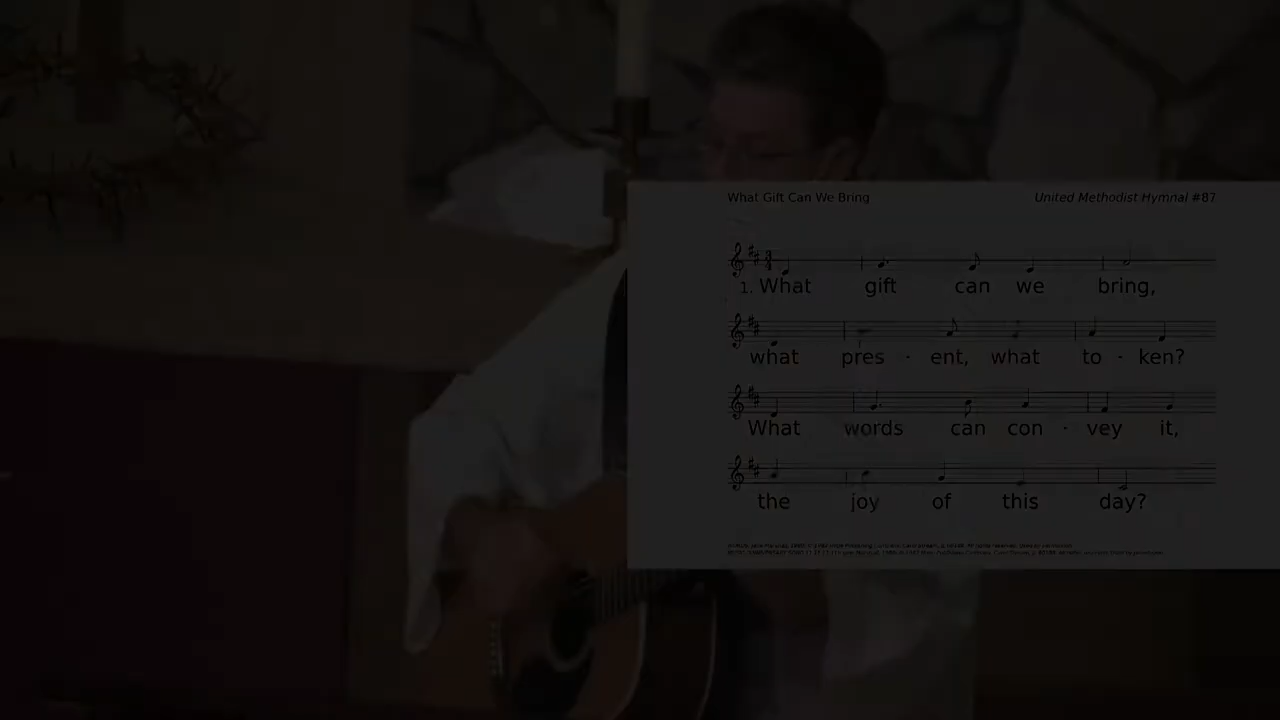 What Gift Can We Bring United Methodist Hymnal #87
1. What gift can we bring,
what pres - ent, what to - ken?
What words can con - vey it,
the joy of this day?